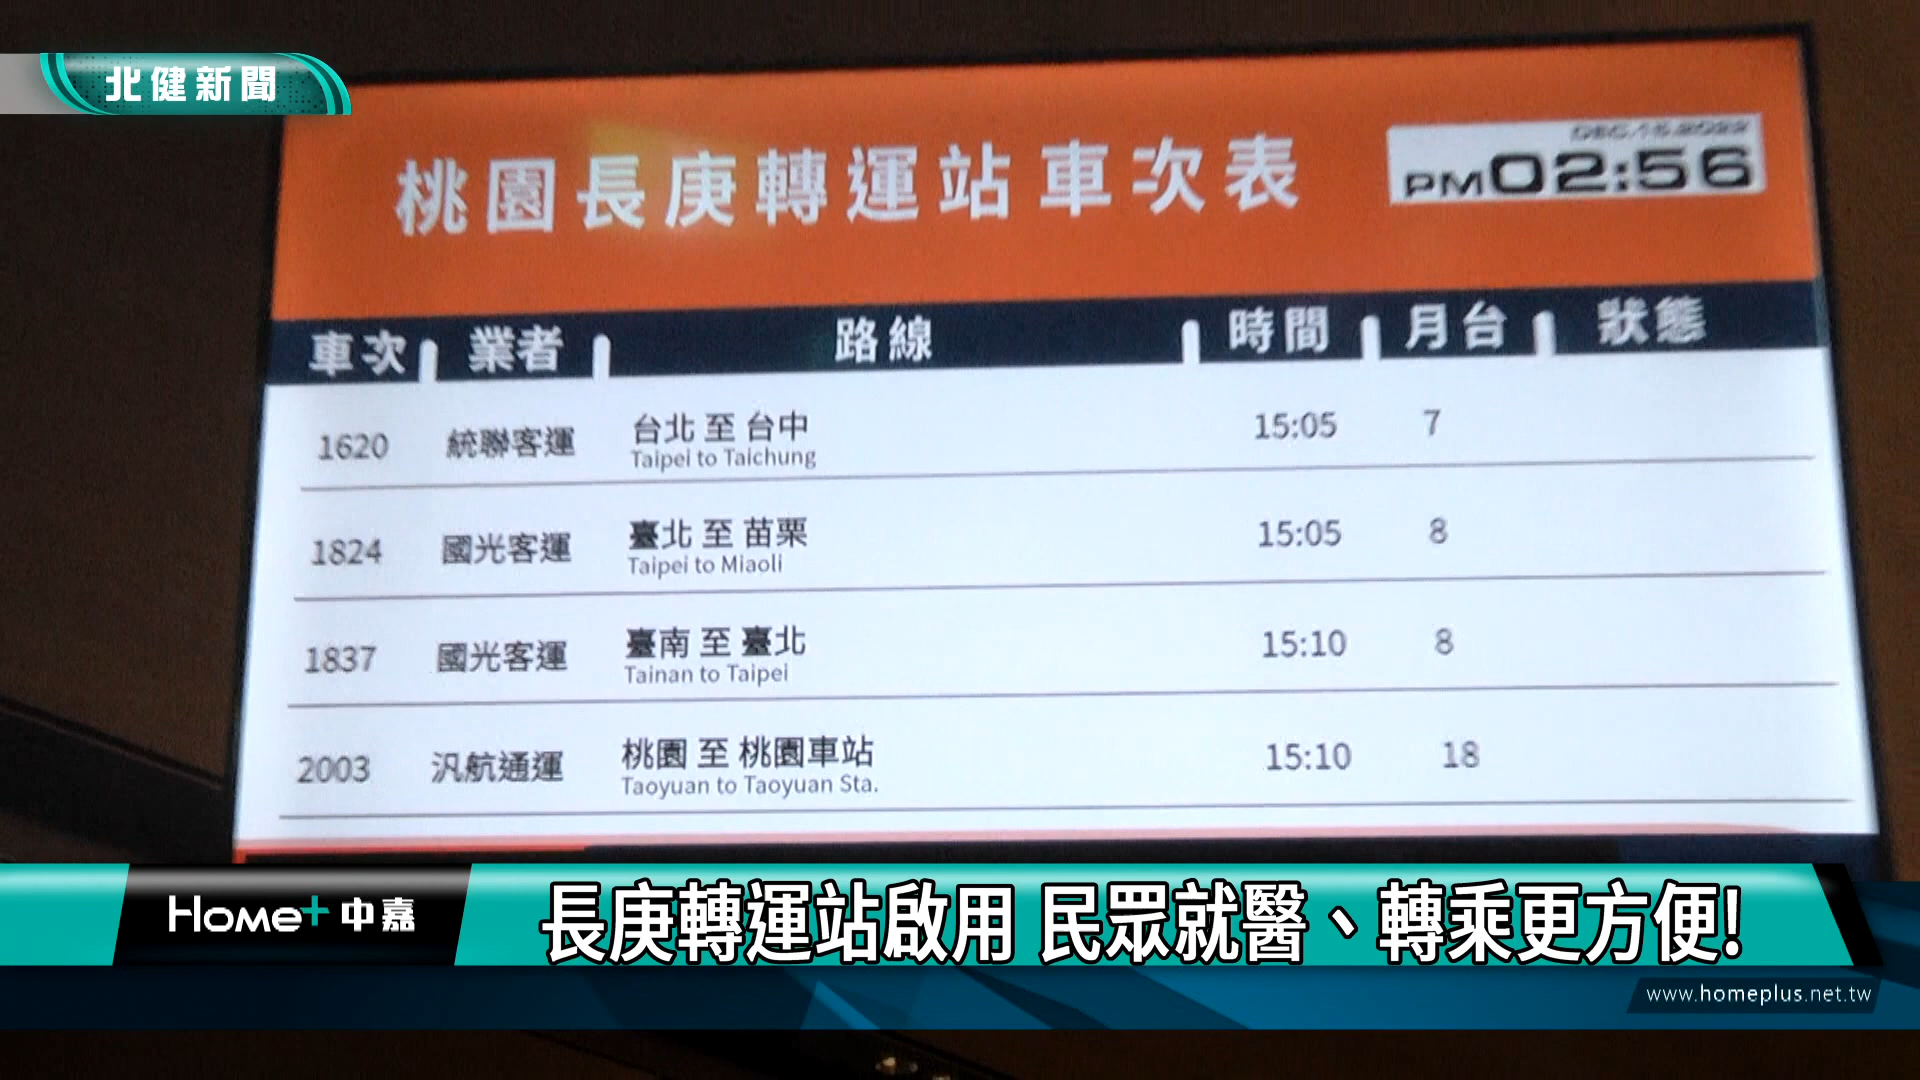 北健新聞
桃園長庚轉運站車次表
DEC.15.2022
PM 02:56
車次 業者 路線 時間 月台 狀態
1620 統聯客運 台北 至 台中 15:05 7
Taipei to Taichung
1824 國光客運 臺北 至 苗栗 15:05 8
Taipei to Miaoli
1837 國光客運 臺南 至 臺北 15:10 8
Tainan to Taipei
2003 汎航通運 桃園 至 桃園車站 15:10 18
Taoyuan to Taoyuan Sta.
Home+ 中嘉
長庚轉運站啟用 民眾就醫、轉乘更方便!
www.homeplus.net.tw